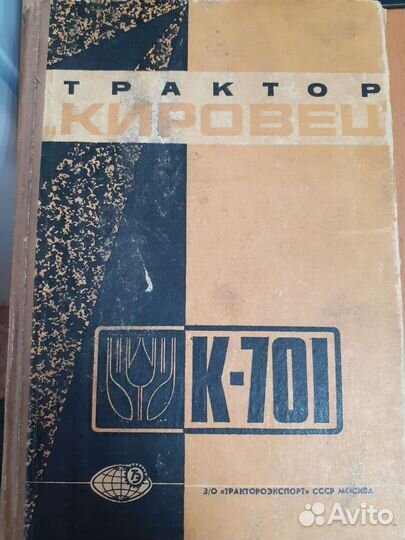 ТРАКТОР
„КИРОВЕЦ
К-701
З/О «ТРАКТОРОЭКСПОРТ» СССР МОСКВА
Avito